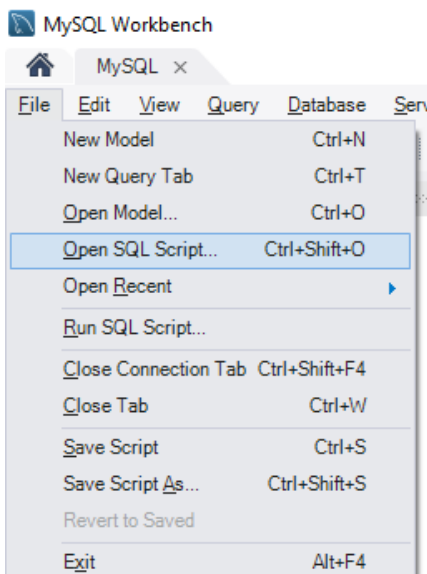 MySQL Workbench
MySQL ×
File Edit View Query Database Serv
New Model Ctrl+N
New Query Tab Ctrl+T
Open Model... Ctrl+O
Open SQL Script... Ctrl+Shift+O
Open Recent
Run SQL Script...
Close Connection Tab Ctrl+Shift+F4
Close Tab Ctrl+W
Save Script Ctrl+S
Save Script As... Ctrl+Shift+S
Revert to Saved
Exit Alt+F4